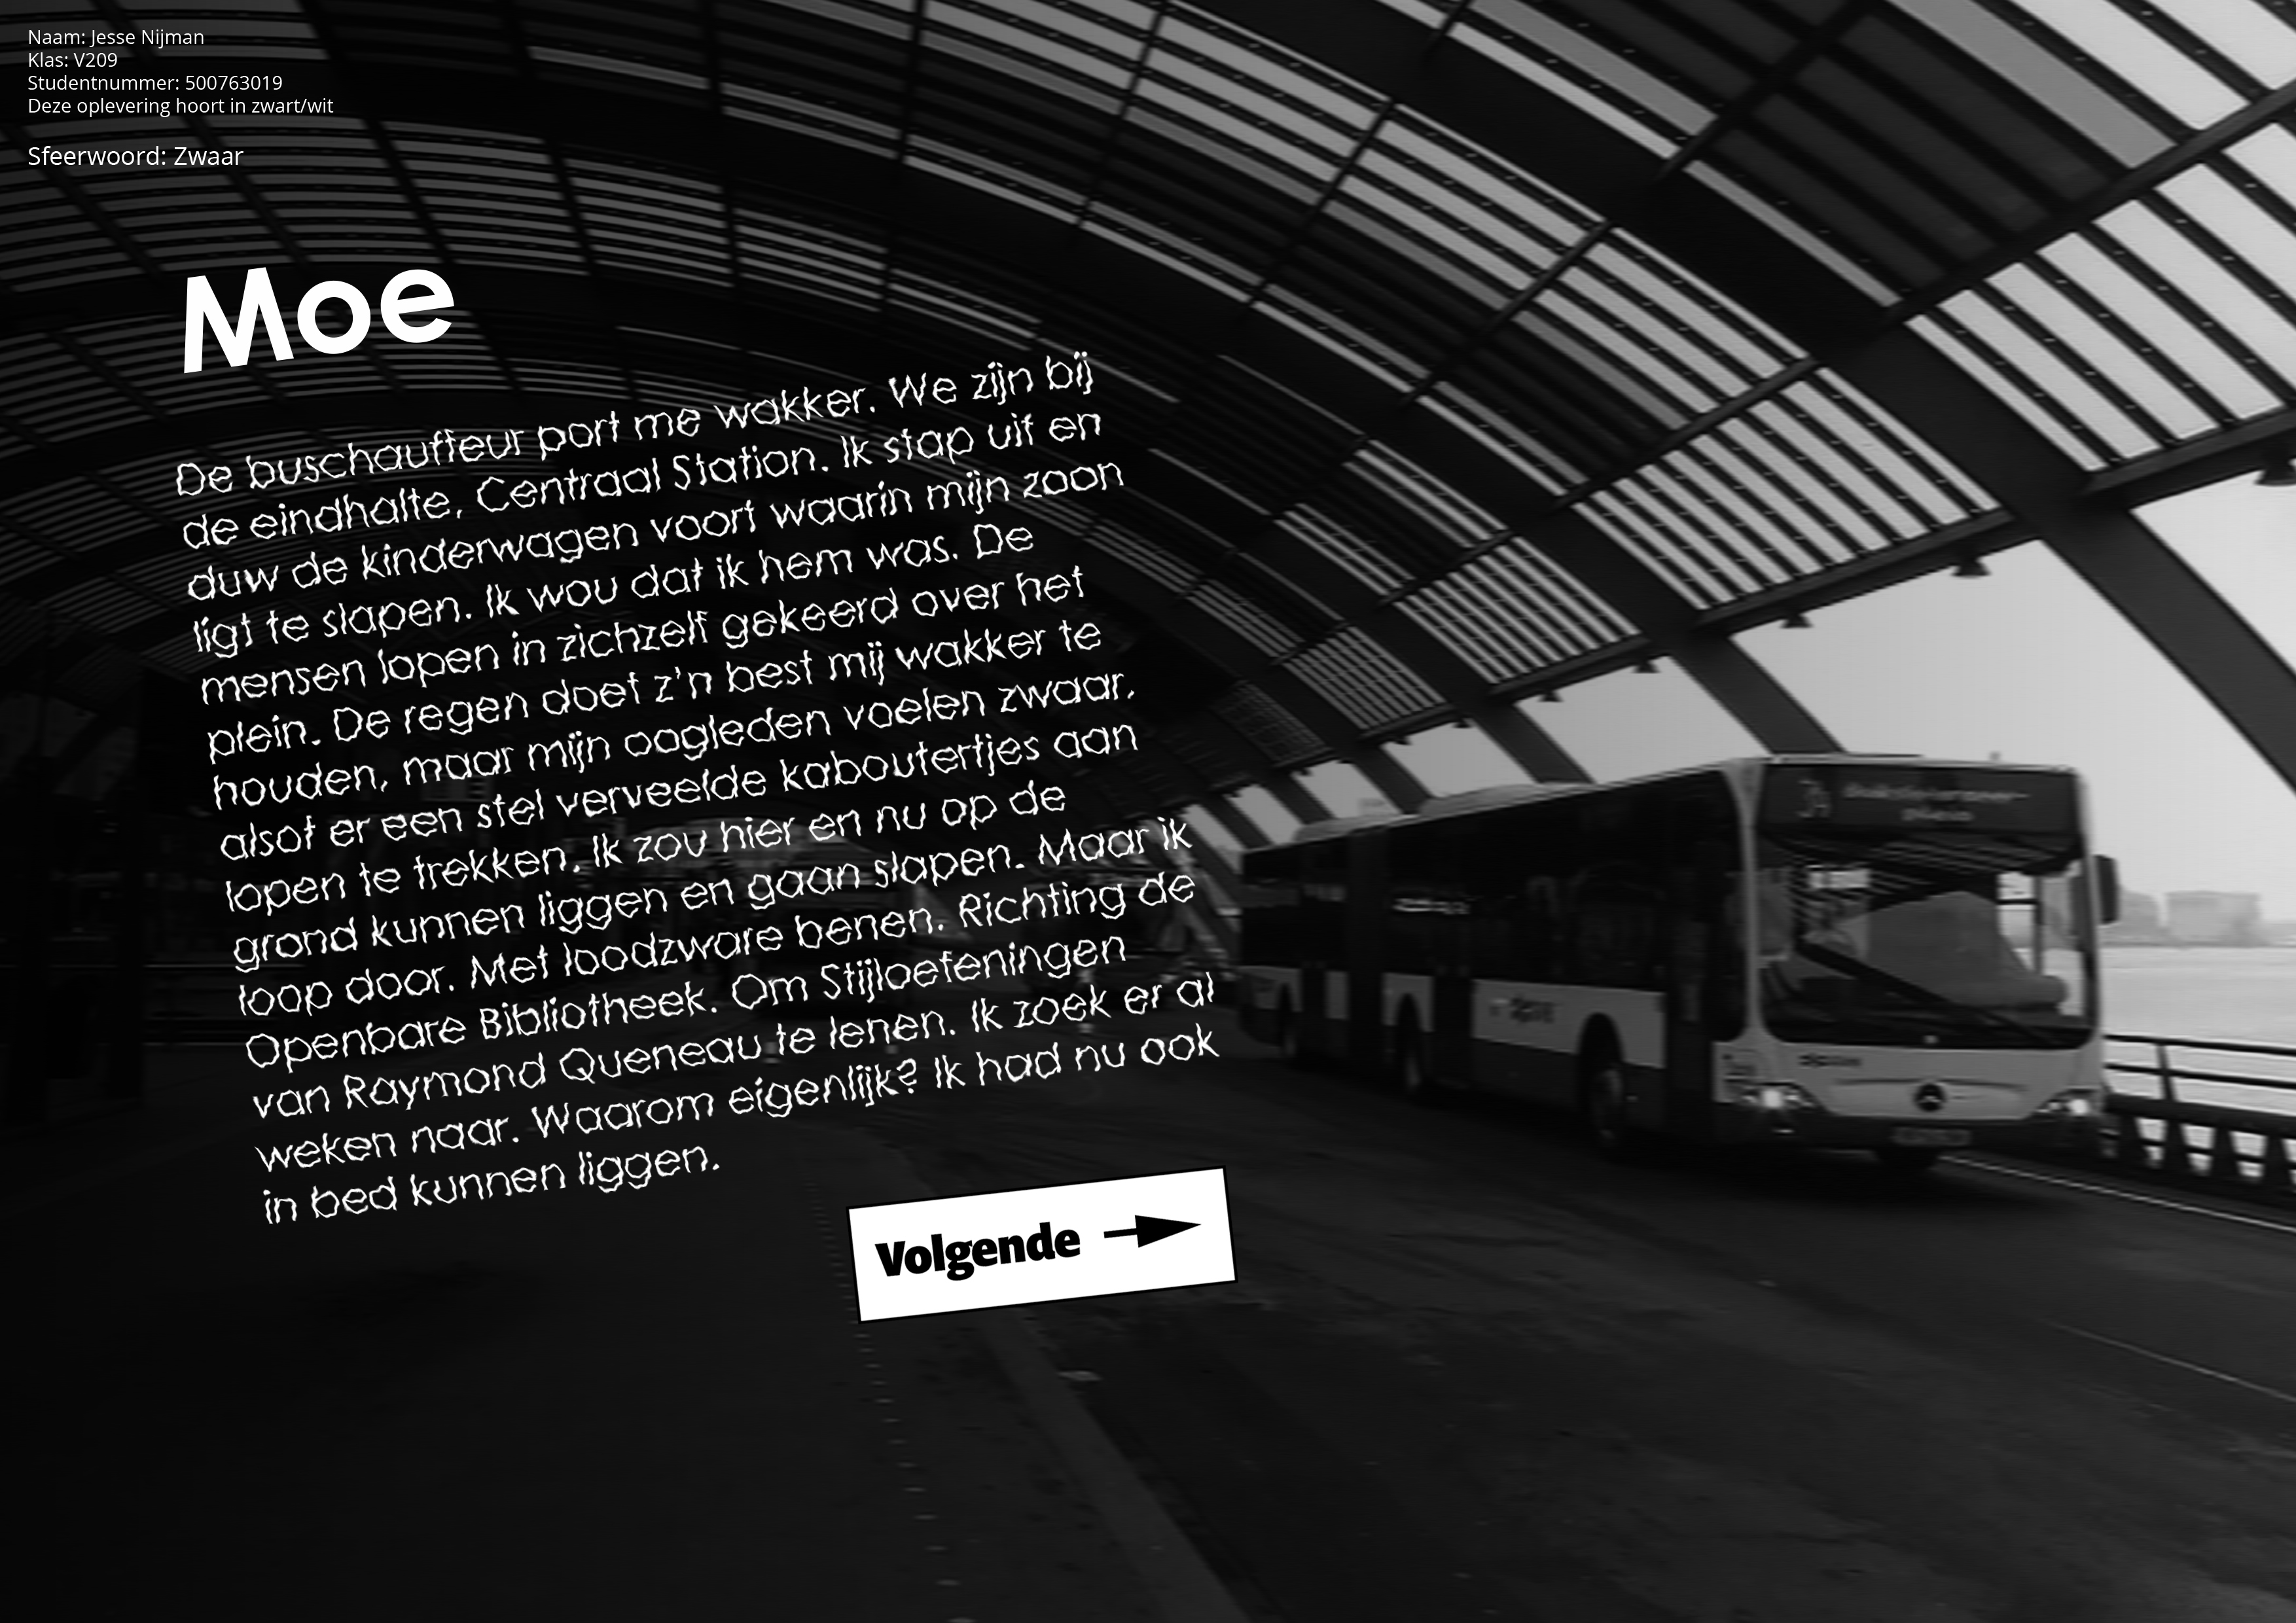 Naam: Jesse Nijman
Klas: V209
Studentnummer: 500763019
Deze oplevering hoort in zwart/wit
Sfeerwoord: Zwaar
Moe
De buschauffeur port me wakker. We zijn bij
de eindhalte, Centraal Station. Ik stap uit en
duw de kinderwagen voort waarin mijn zoon
ligt te slapen. Ik wou dat ik hem was. De
mensen lopen in zichzelf gekeerd over het
plein. De regen doet z'n best mij wakker te
houden, maar mijn oogleden voelen zwaar,
alsof er een stel verveelde kaboutertjes aan
lopen te trekken. Ik zou hier en nu op de
grond kunnen liggen en gaan slapen. Maar ik
loop door. Met loodzware benen. Richting de
Openbare Bibliotheek. Om Stijloefeningen
van Raymond Queneau te lenen. Ik zoek er al
weken naar. Waarom eigenlijk? Ik had nu ook
in bed kunnen liggen.
Volgende